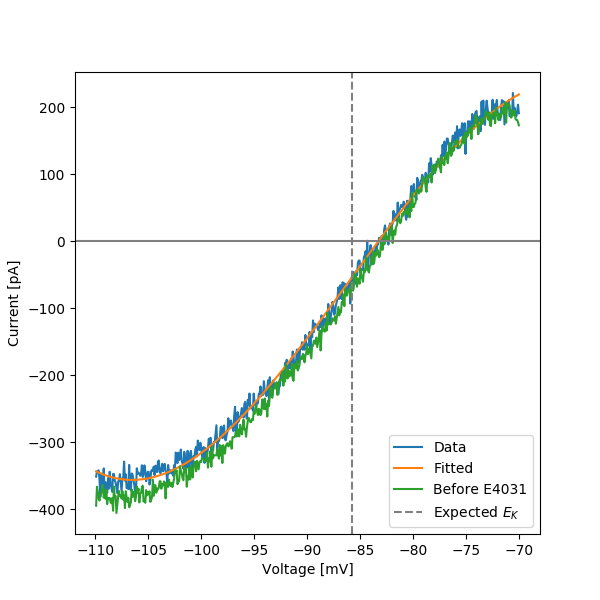 Current [pA]
200
100
0
−100
−200
−300
−400
Data
Fitted
Before E4031
Expected E_K
−110 −105 −100 −95 −90 −85 −80 −75 −70
Voltage [mV]